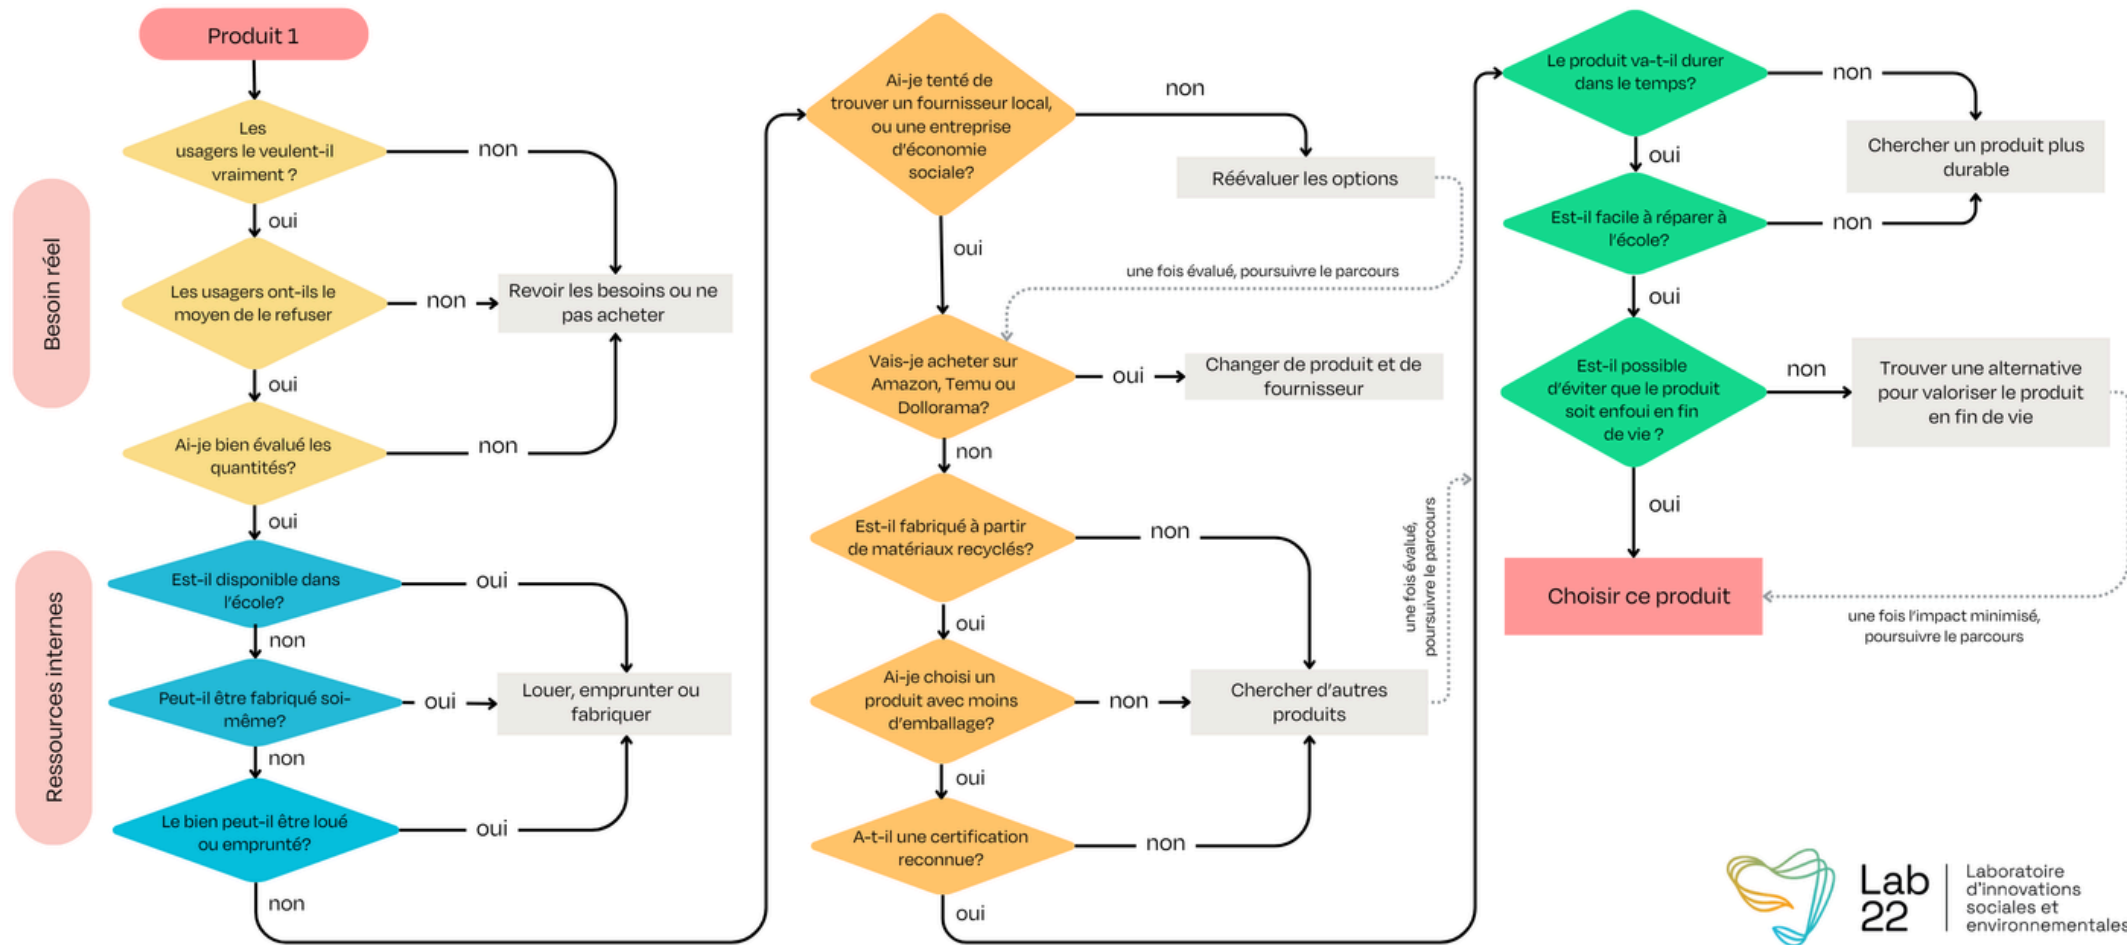 Produit 1
Les
usagers le veulent-il
vraiment ?
non
oui
Besoin réel
Les usagers ont-ils le
moyen de le refuser
non
Revoir les besoins ou ne
pas acheter
oui
Ai-je bien évalué les
quantités?
non
oui
Ressources internes
Est-il disponible dans
l'école?
oui
non
Peut-il être fabriqué soi-
même?
oui
Louer, emprunter ou
fabriquer
non
Le bien peut-il être loué
ou emprunté?
oui
non
Ai-je tenté de
trouver un fournisseur local,
ou une entreprise
d'économie
sociale?
non
Réévaluer les options
oui
une fois évalué, poursuivre le parcours
Vais-je acheter sur
Amazon, Temu ou
Dollorama?
oui
Changer de produit et de
fournisseur
non
Est-il fabriqué à partir
de matériaux recyclés?
non
oui
Ai-je choisi un
produit avec moins
d'emballage?
non
Chercher d'autres
produits
une fois évalué,
poursuivre le parcours
oui
A-t-il une certification
reconnue?
non
oui
Le produit va-t-il durer
dans le temps?
non
Chercher un produit plus
durable
oui
Est-il facile à réparer à
l'école?
non
oui
Est-il possible
d'éviter que le produit
soit enfoui en fin
de vie ?
non
Trouver une alternative
pour valoriser le produit
en fin de vie
oui
Choisir ce produit
une fois l'impact minimisé,
poursuivre le parcours
Lab
22
Laboratoire
d'innovations
sociales et
environnementales